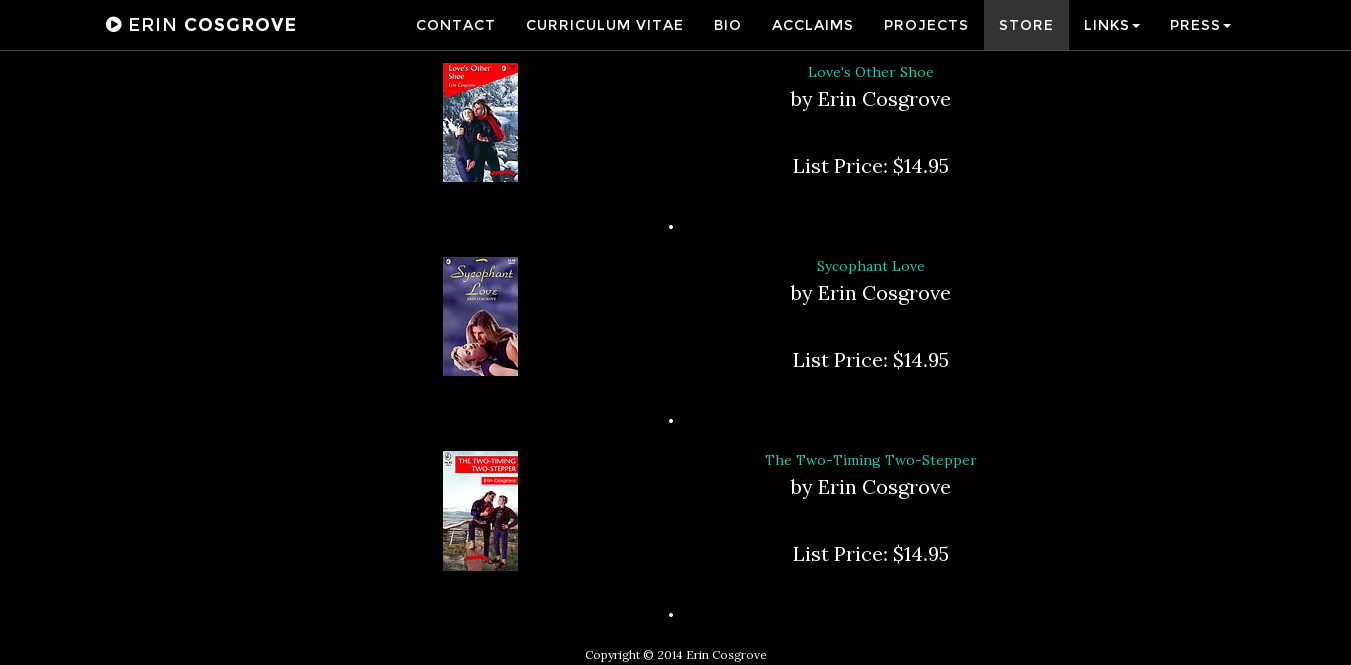 ERIN COSGROVE CONTACT CURRICULUM VITAE BIO ACCLAIMS PROJECTS STORE LINKS PRESS
Love's Other
Shoe
Erin Cosgrove
Love's Other Shoe
by Erin Cosgrove
List Price: $14.95
Sycophant
Love
ERIN COSGROVE
Sycophant Love
by Erin Cosgrove
List Price: $14.95
THE TWO-TIMING
TWO-STEPPER
Erin Cosgrove
The Two-Timing Two-Stepper
by Erin Cosgrove
List Price: $14.95
Copyright © 2014 Erin Cosgrove